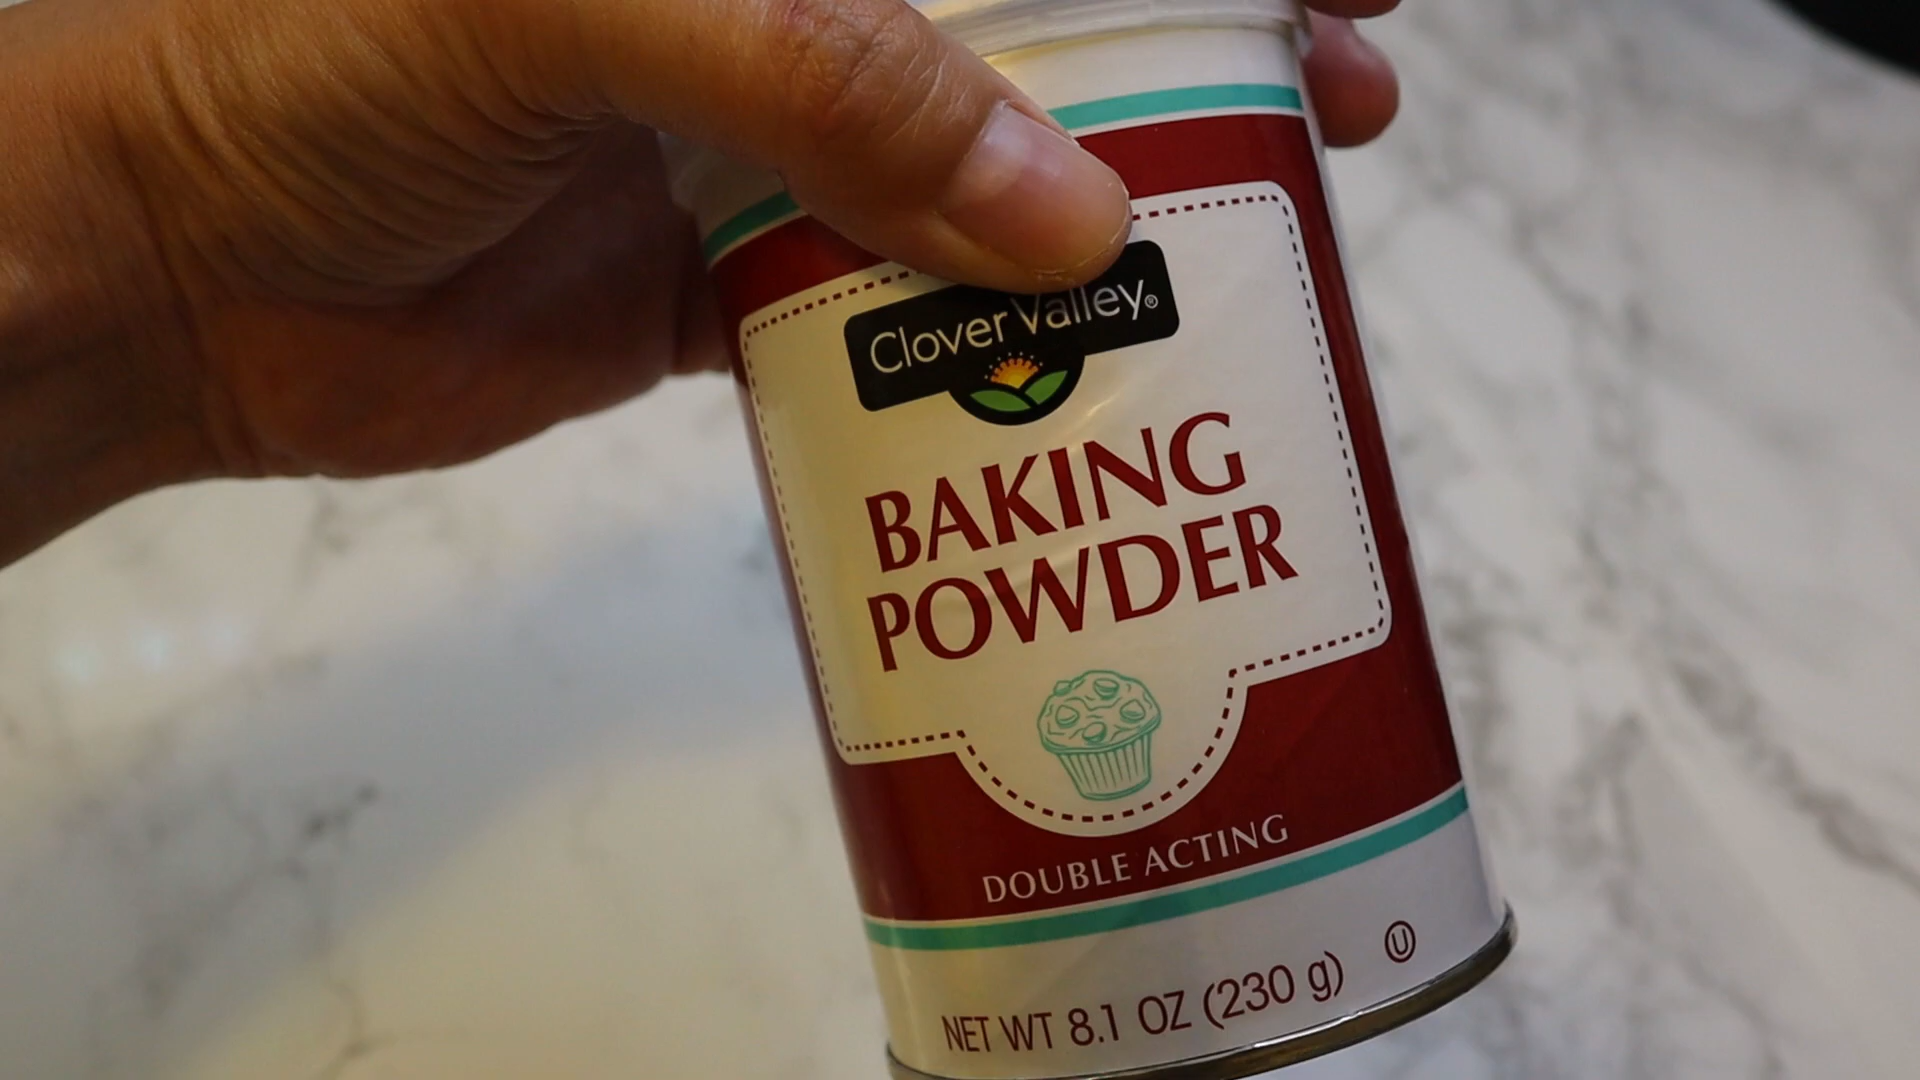 Clover Valley®
BAKING
POWDER
DOUBLE ACTING
NET WT 8.1 OZ (230 g) Ⓤ